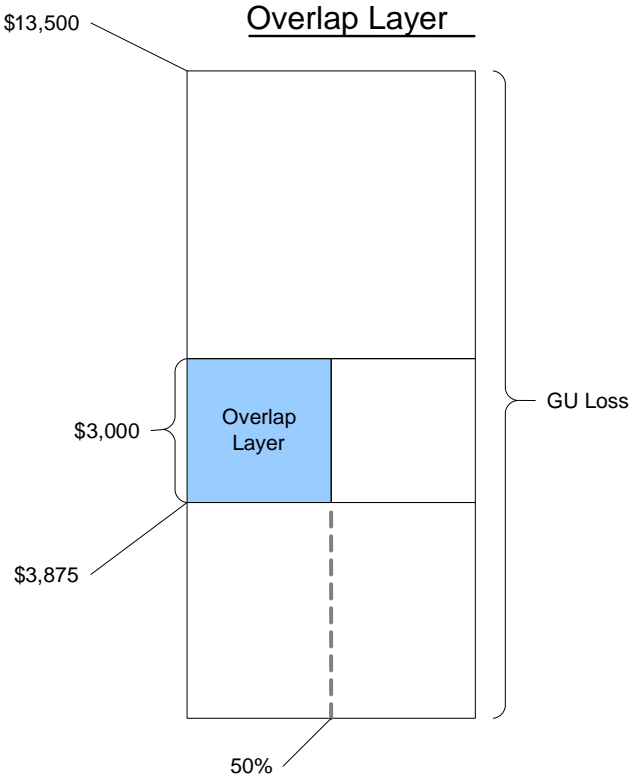 Overlap Layer
$13,500
GU Loss
Overlap
Layer
$3,000
$3,875
50%